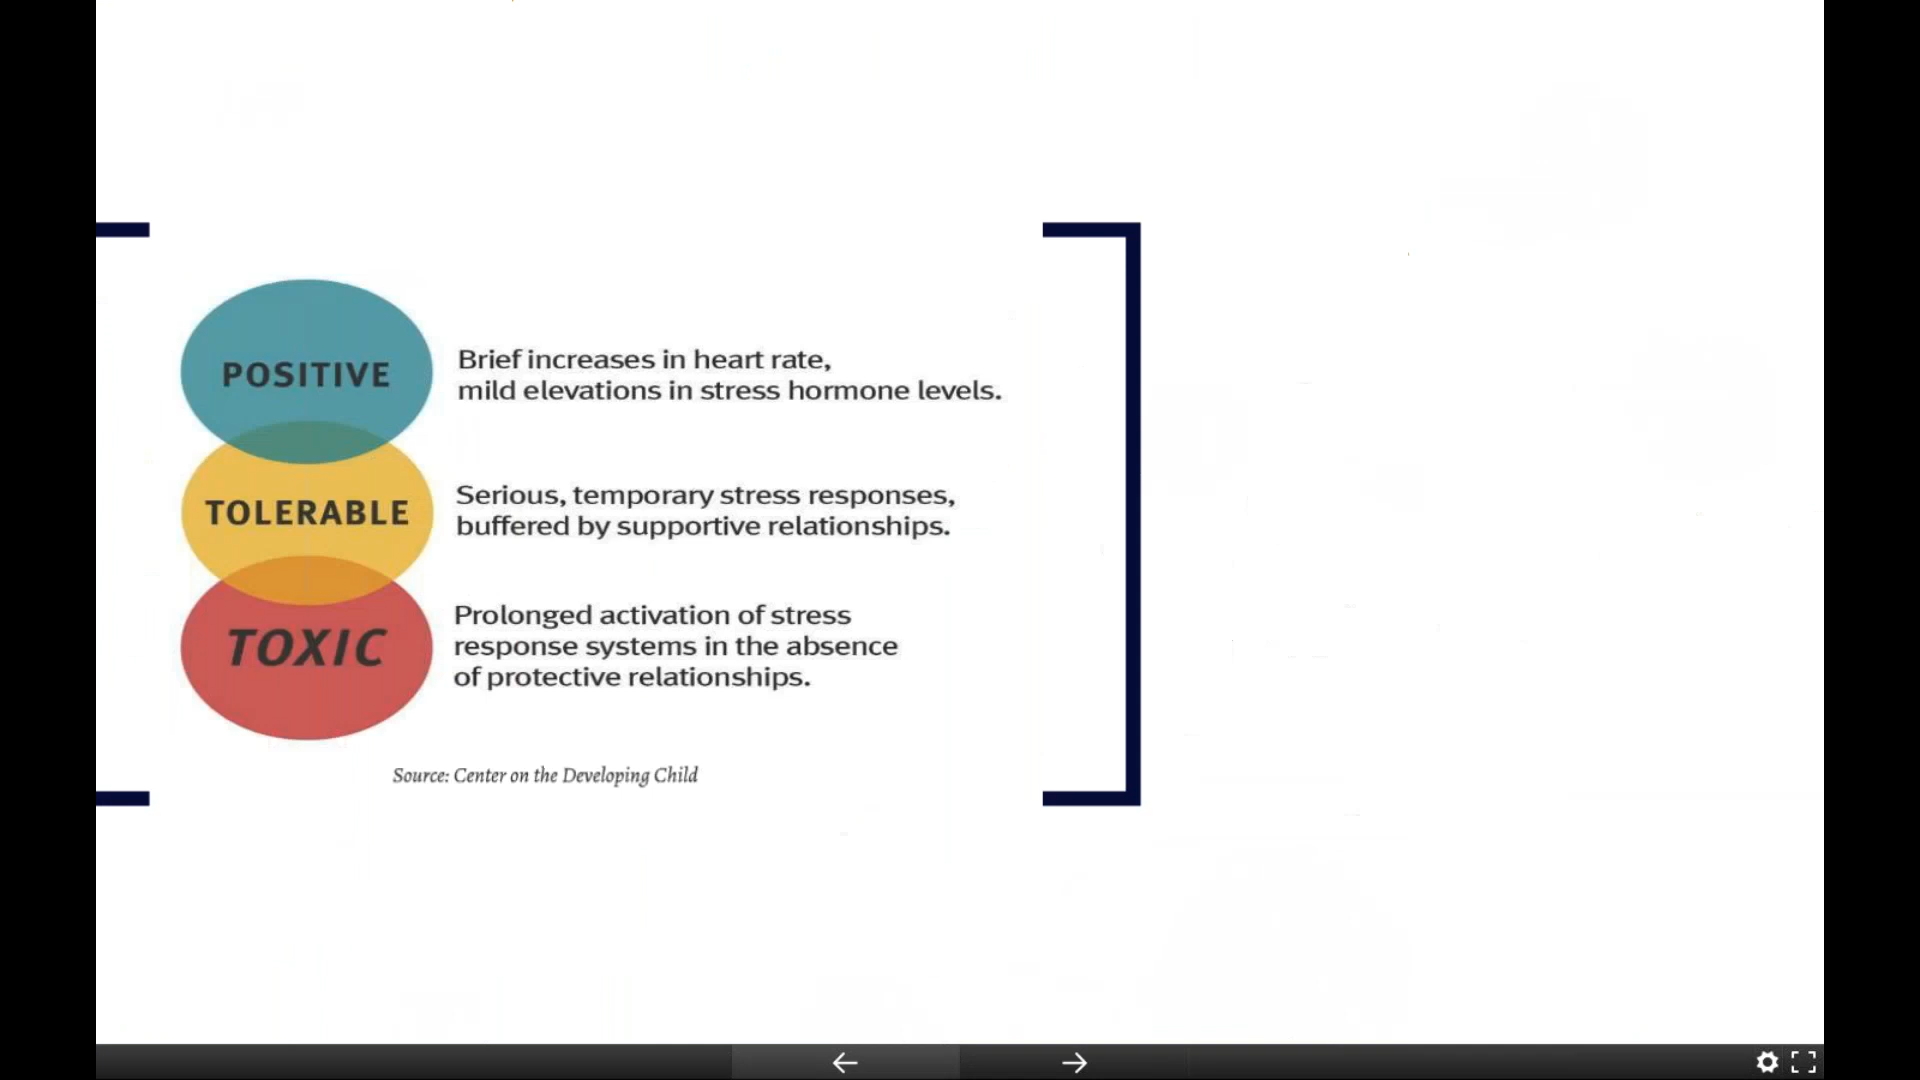 POSITIVE
Brief increases in heart rate,
mild elevations in stress hormone levels.
TOLERABLE
Serious, temporary stress responses,
buffered by supportive relationships.
TOXIC
Prolonged activation of stress
response systems in the absence
of protective relationships.
Source: Center on the Developing Child